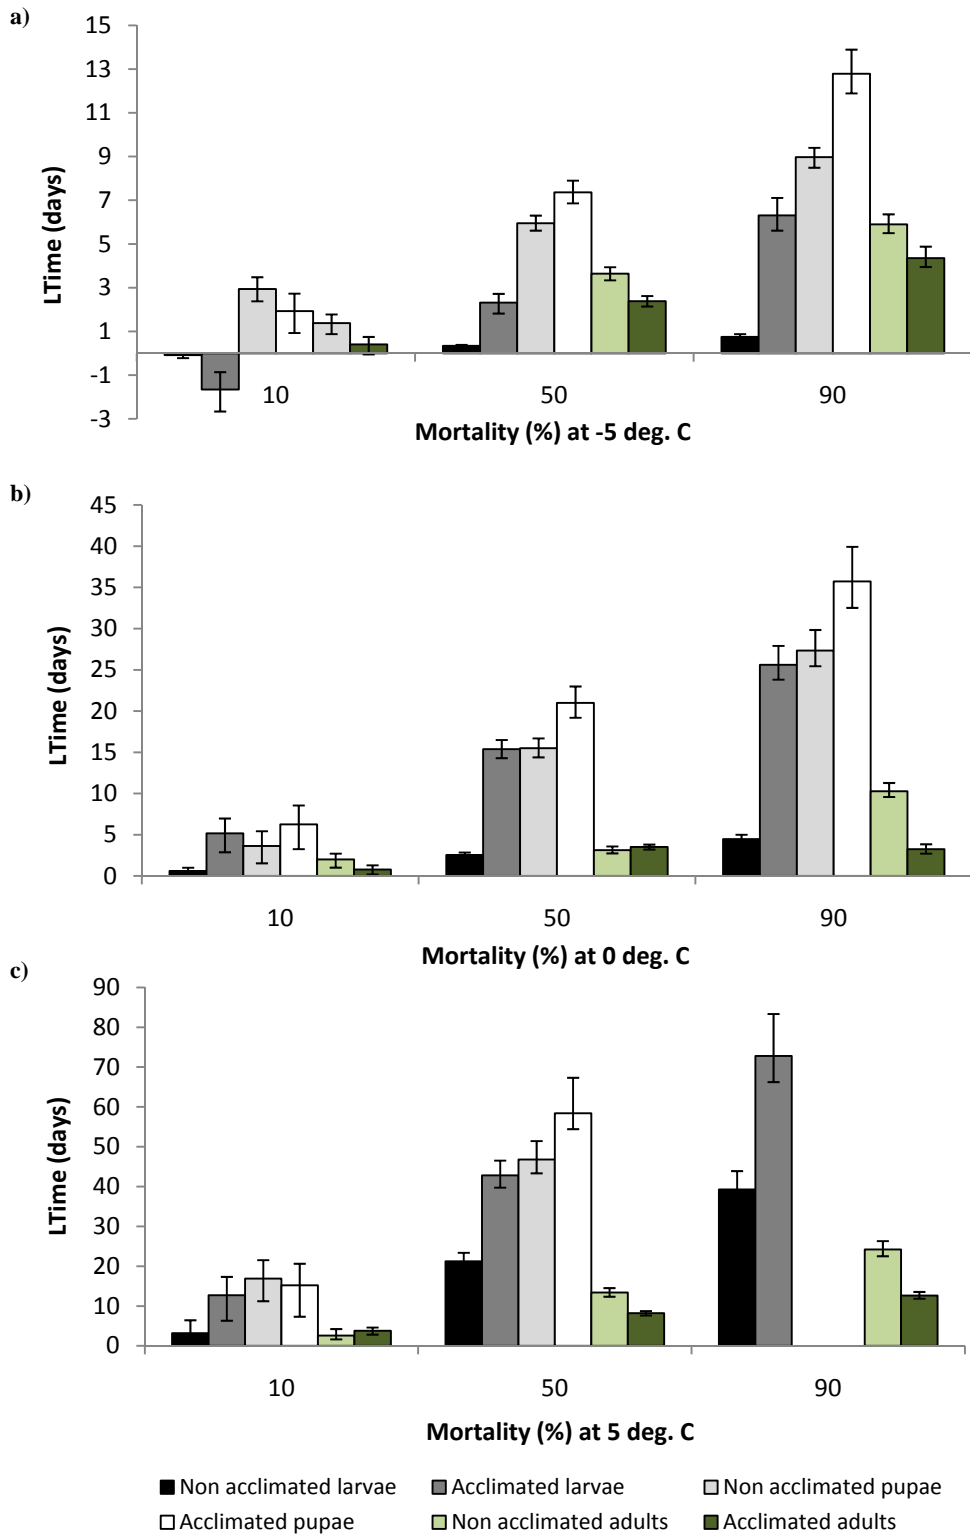 a)
15
13
11
9
7
5
3
1
-1
-3
LTime (days)
10 50 90
Mortality (%) at -5 deg. C
b)
45
40
35
30
25
20
15
10
5
0
LTime (days)
10 50 90
Mortality (%) at 0 deg. C
c)
90
80
70
60
50
40
30
20
10
0
LTime (days)
10 50 90
Mortality (%) at 5 deg. C
Non acclimated larvae Acclimated larvae Non acclimated pupae
Acclimated pupae Non acclimated adults Acclimated adults